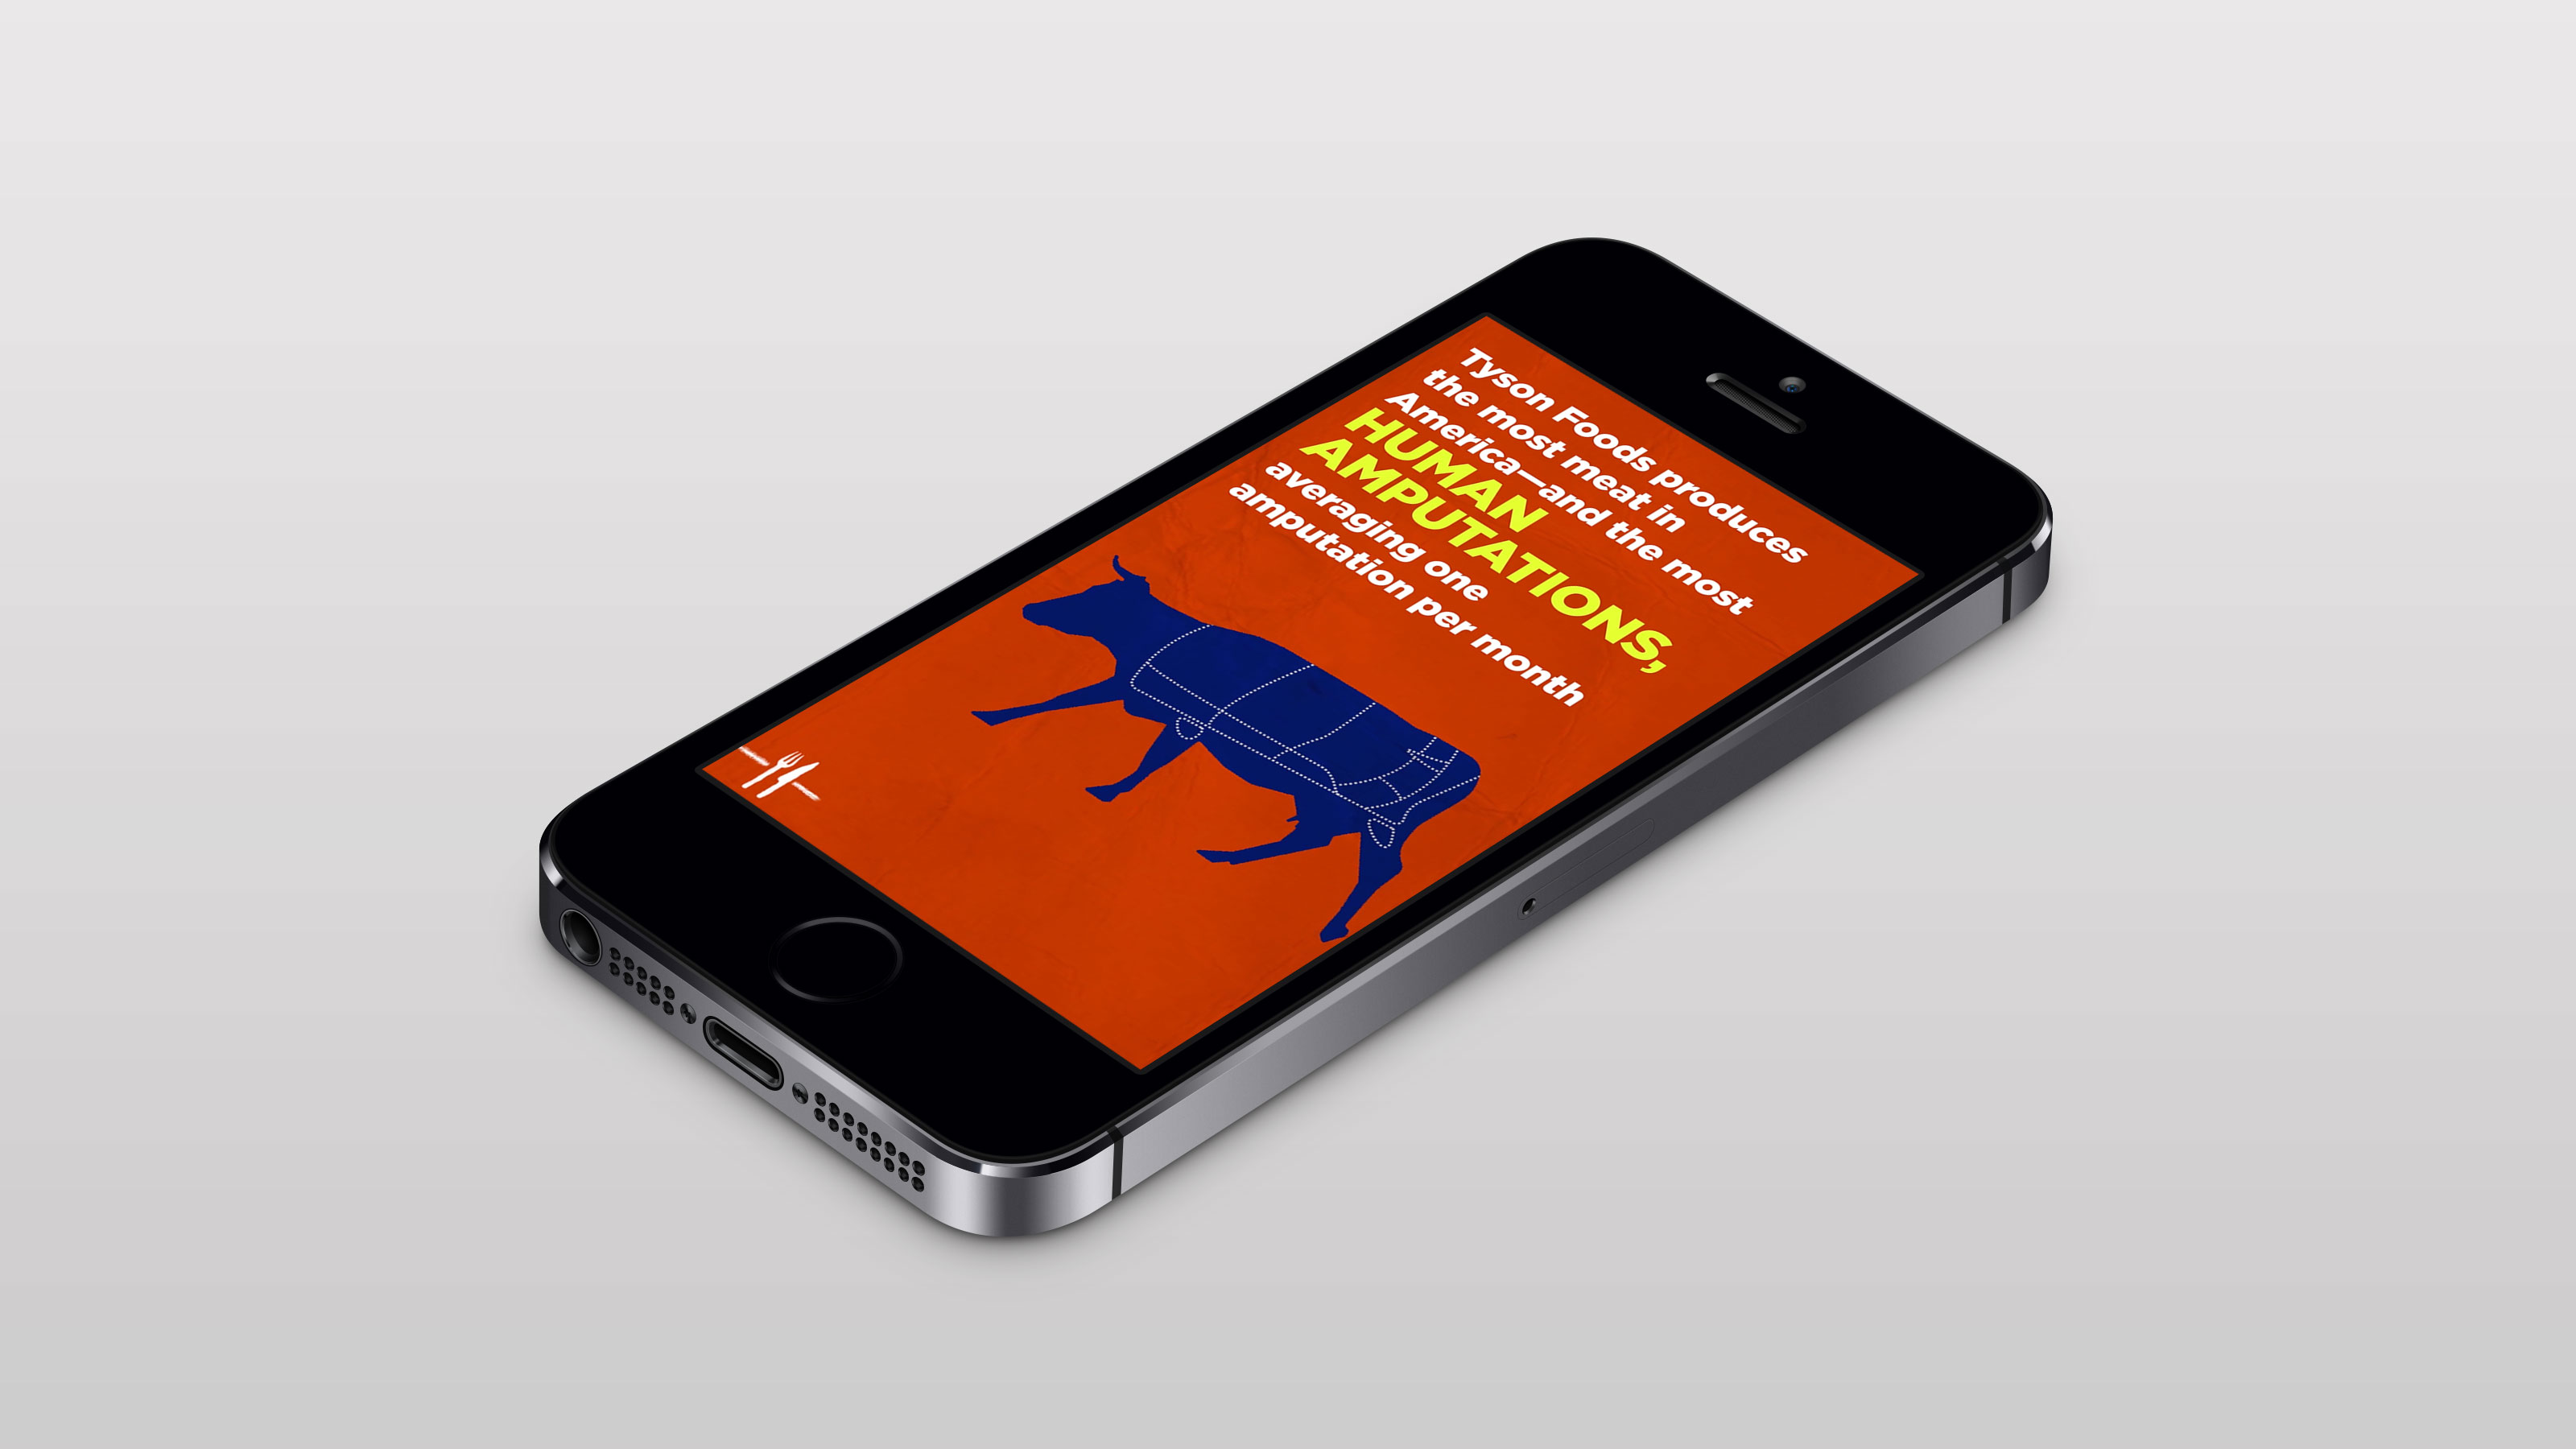 Tyson Foods produces
the most meat in
America—and the most
HUMAN
AMPUTATIONS,
averaging one
amputation per month